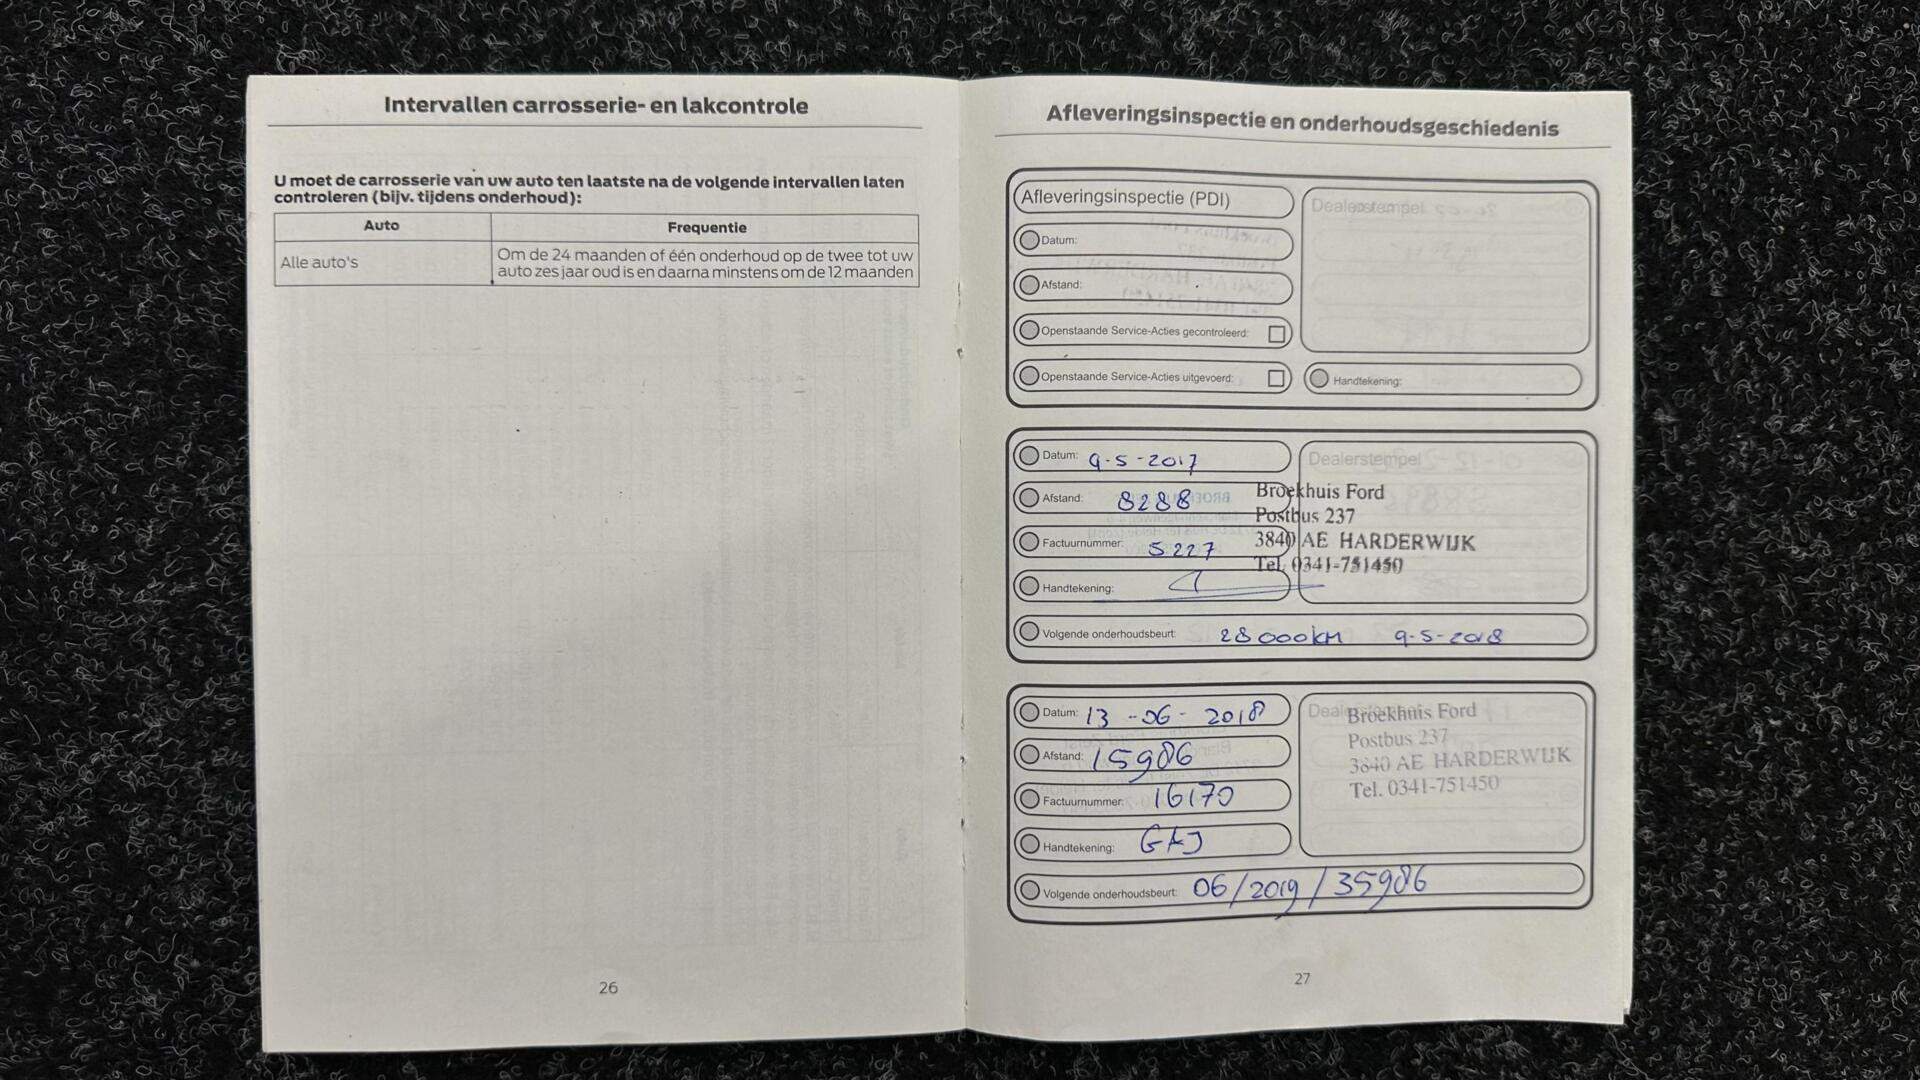 Intervallen carrosserie- en lakcontrole
U moet de carrosserie van uw auto ten laatste na de volgende intervallen laten
controleren (bijv. tijdens onderhoud):
Auto Frequentie
Alle auto's
Om de 24 maanden of één onderhoud op de twee tot uw
auto zes jaar oud is en daarna minstens om de 12 maanden
26
Afleveringsinspectie en onderhoudsgeschiedenis
Afleveringsinspectie (PDI)
Dealerstempel
Datum:
Afstand:
Openstaande Service-Acties gecontroleerd:
Openstaande Service-Acties uitgevoerd:
Handtekening:
Datum: 9-5-2017
Afstand: 8288
Factuurnummer: 5227
Handtekening:
Dealerstempel
Broekhuis Ford
Postbus 237
3840 AE HARDERWIJK
Tel. 0341-751450
Volgende onderhoudsbeurt: 28000km 9-5-2018
Datum: 13-06-2018
Afstand: 15986
Factuurnummer: 16170
Handtekening:
Broekhuis Ford
Postbus 237
3840 AE HARDERWIJK
Tel. 0341-751450
Volgende onderhoudsbeurt: 06/2019/35986
27